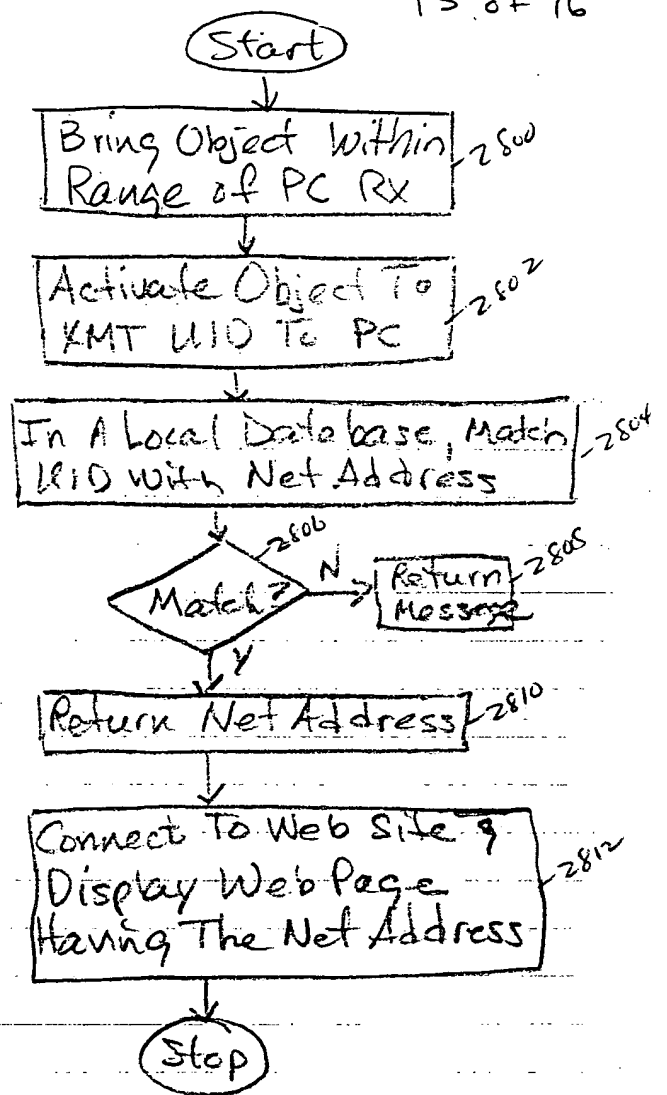 15 of 16
Start
Bring Object Within
Range of PC RX
2800
Activate Object To
XMT UID To PC
2802
In A Local Database, Match
UID With Net Address
2804
2806
Match?
N
Return
Message
2808
Y
Return Net Address
2810
Connect To Web Site &
Display Web Page
Having The Net Address
2812
Stop